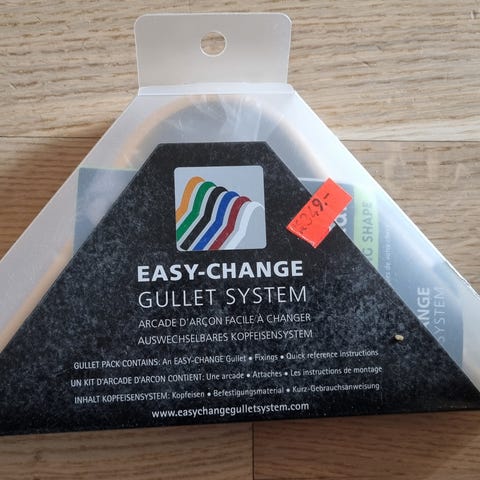 349.-
EASY-CHANGE
GULLET SYSTEM
ARCADE D'ARÇON FACILE À CHANGER
AUSWECHSELBARES KOPFEISENSYSTEM
GULLET PACK CONTAINS: An EASY-CHANGE Gullet • Fixings • Quick reference instructions
UN KIT D'ARCADE D'ARCON CONTIENT: Une arcade • Attaches • Les instructions de montage
INHALT KOPFEISENSYSTEM: Kopfeisen • Befestigungsmaterial • Kurz-Gebrauchsanweisung
www.easychangegulletsystem.com
SHAPE